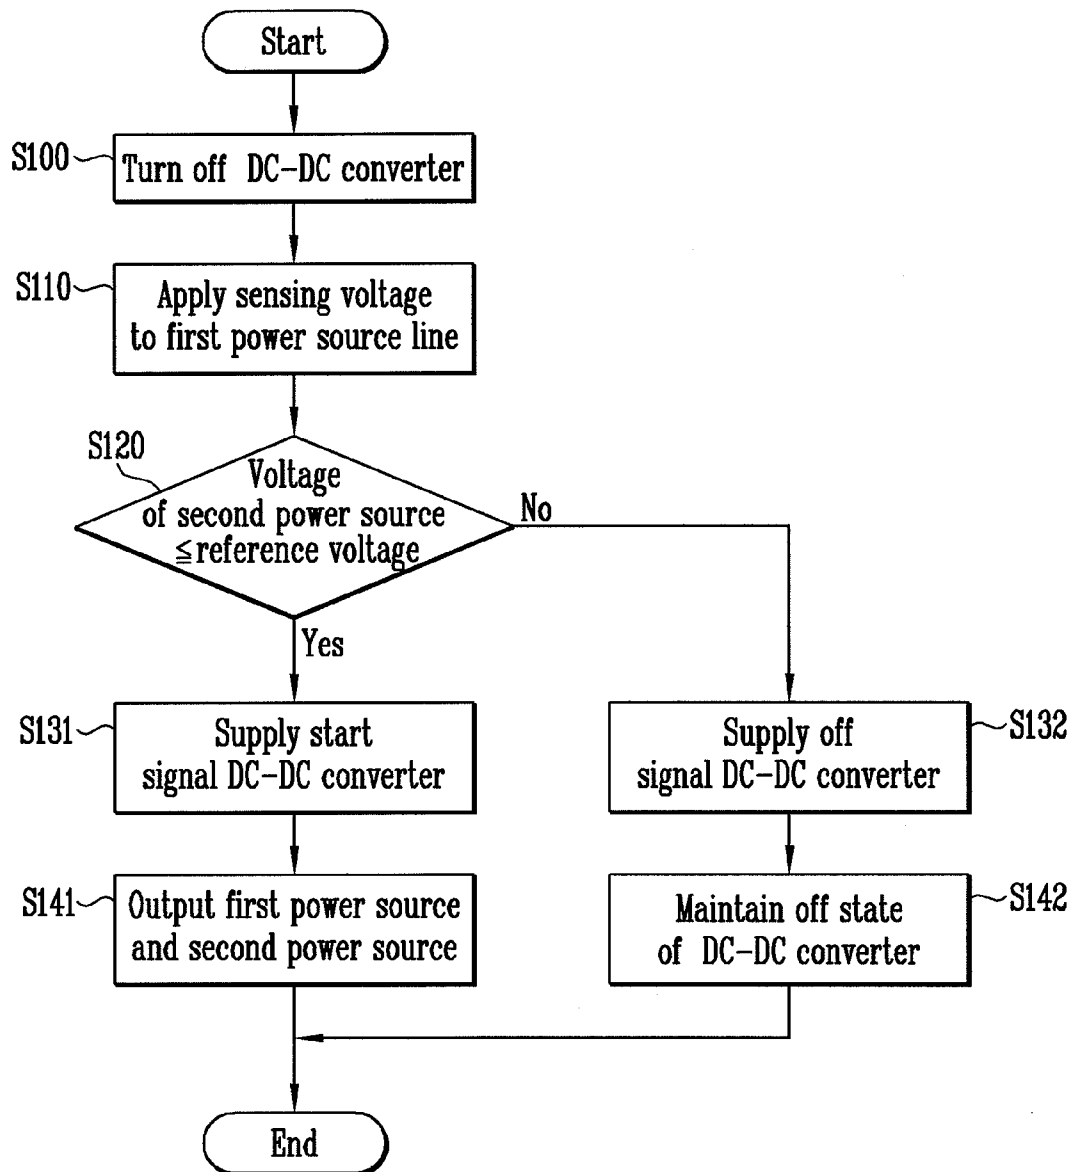 Start
S100
Turn off DC-DC converter
S110
Apply sensing voltage
to first power source line
S120
Voltage
of second power source
≦reference voltage
No
Yes
S131
Supply start
signal DC-DC converter
Supply off
signal DC-DC converter
S132
S141
Output first power source
and second power source
Maintain off state
of DC-DC converter
S142
End